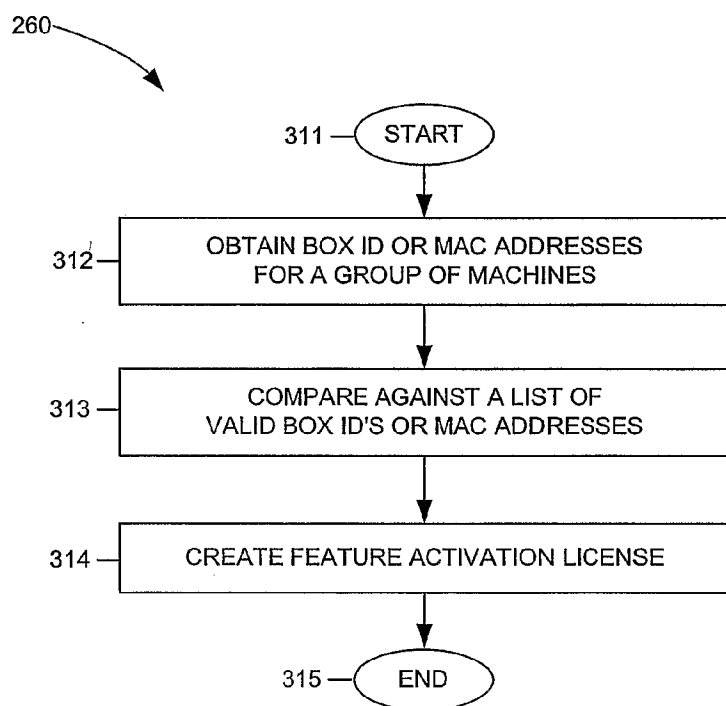 260
311
START
312
OBTAIN BOX ID OR MAC ADDRESSES
FOR A GROUP OF MACHINES
313
COMPARE AGAINST A LIST OF
VALID BOX ID'S OR MAC ADDRESSES
314
CREATE FEATURE ACTIVATION LICENSE
315
END